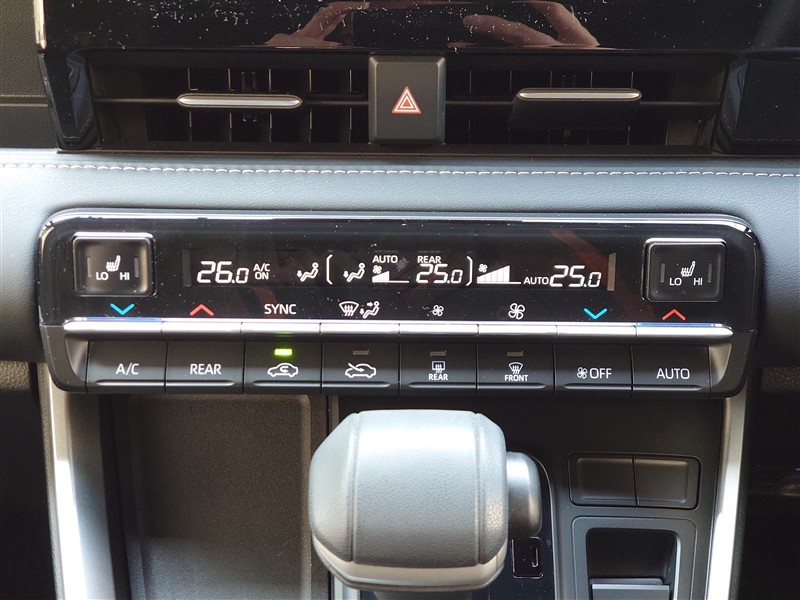 LO HI
26.0 A/C ON
AUTO
REAR 25.0
AUTO 25.0
LO HI
SYNC
A/C
REAR
REAR
FRONT
OFF
AUTO